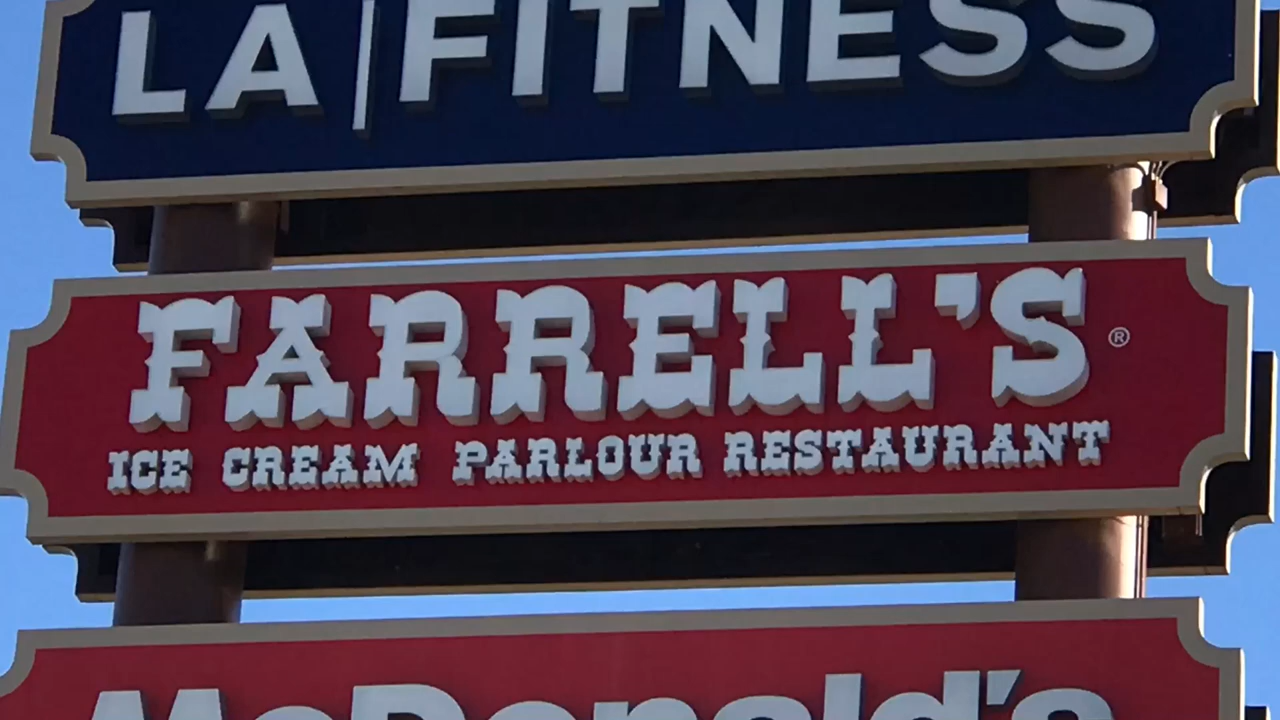 LA|FITNESS
FARRELL'S®
ICE CREAM PARLOUR RESTAURANT
McDonald's